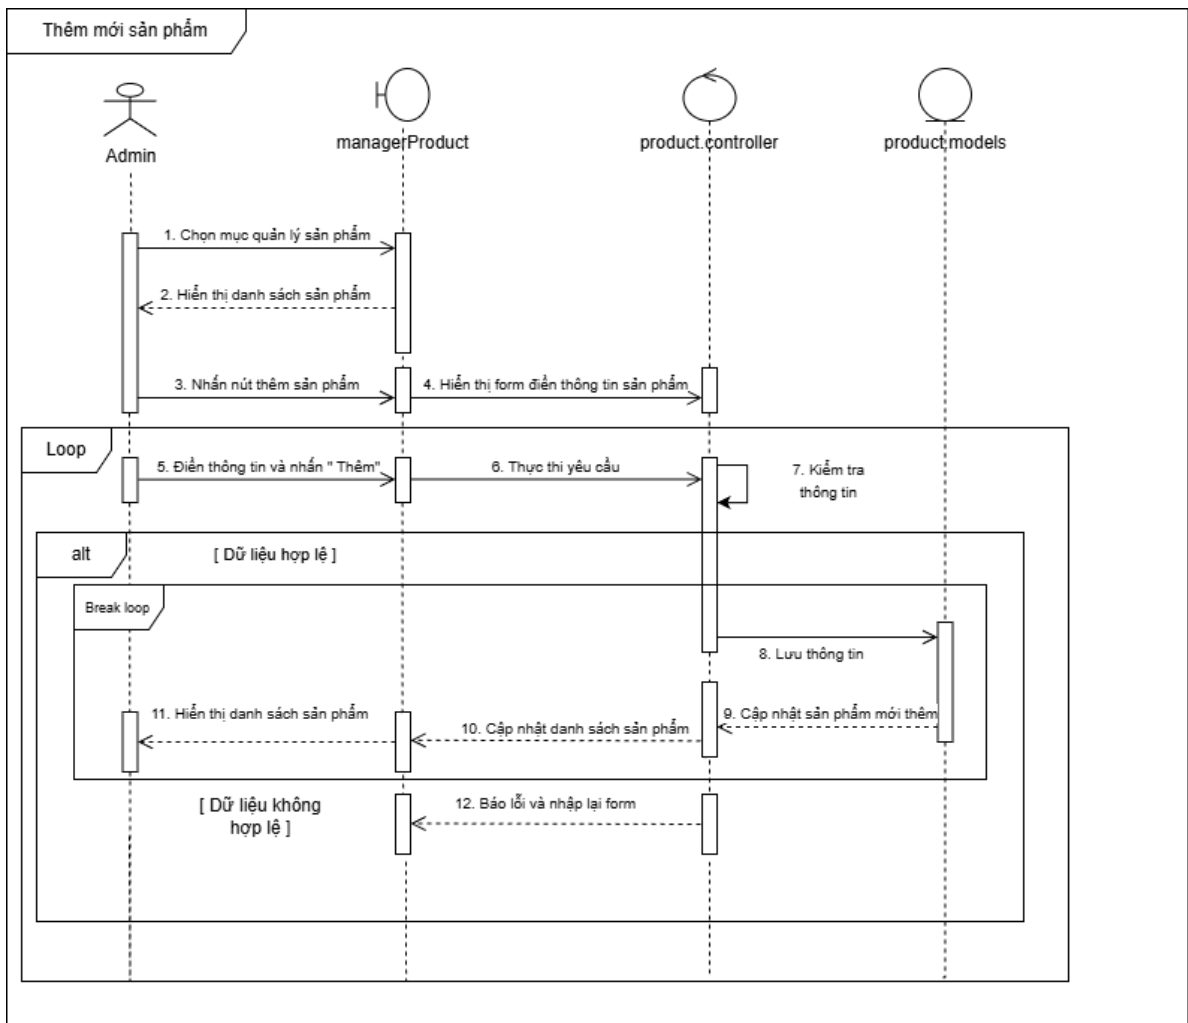 Thêm mới sản phẩm
Admin
managerProduct
product.controller
product.models
1. Chọn mục quản lý sản phẩm
2. Hiển thị danh sách sản phẩm
3. Nhấn nút thêm sản phẩm
4. Hiển thị form điền thông tin sản phẩm
Loop
5. Điền thông tin và nhấn " Thêm"
6. Thực thi yêu cầu
7. Kiểm tra
thông tin
alt
[ Dữ liệu hợp lệ ]
Break loop
8. Lưu thông tin
9. Cập nhật sản phẩm mới thêm
10. Cập nhật danh sách sản phẩm
11. Hiển thị danh sách sản phẩm
[ Dữ liệu không
hợp lệ ]
12. Báo lỗi và nhập lại form